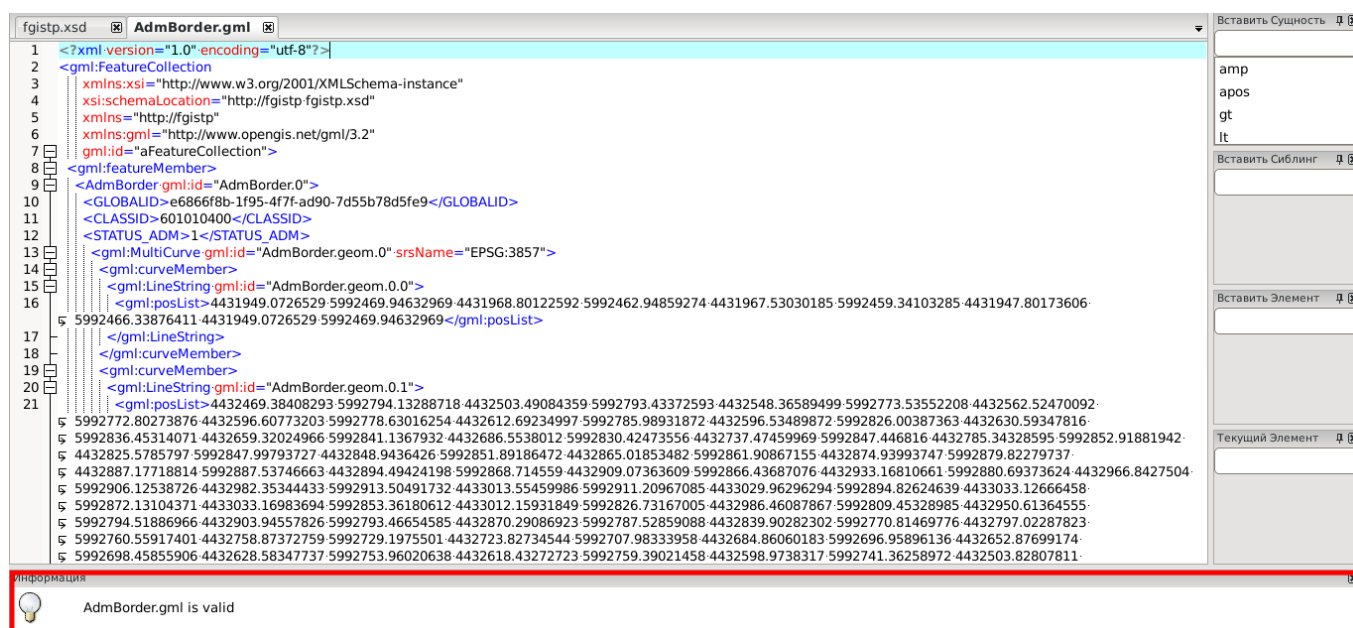 fgistp.xsd AdmBorder.gml
1 <?xml·version="1.0"·encoding="utf-8"?>
2 <gml:FeatureCollection
3 xmlns:xsi="http://www.w3.org/2001/XMLSchema-instance"
4 xsi:schemaLocation="http://fgistp·fgistp.xsd"
5 xmlns="http://fgistp"
6 xmlns:gml="http://www.opengis.net/gml/3.2"
7 gml:id="aFeatureCollection">
8 <gml:featureMember>
9 <AdmBorder·gml:id="AdmBorder.0">
10 <GLOBALID>e6866f8b-1f95-4f7f-ad90-7d55b78d5fe9</GLOBALID>
11 <CLASSID>601010400</CLASSID>
12 <STATUS_ADM>1</STATUS_ADM>
13 <gml:MultiCurve·gml:id="AdmBorder.geom.0"·srsName="EPSG:3857">
14 <gml:curveMember>
15 <gml:LineString·gml:id="AdmBorder.geom.0.0">
16 <gml:posList>4431949.0726529·5992469.94632969·4431968.80122592·5992462.94859274·4431967.53030185·5992459.34103285·4431947.80173606·
5992466.33876411·4431949.0726529·5992469.94632969</gml:posList>
17 </gml:LineString>
18 </gml:curveMember>
19 <gml:curveMember>
20 <gml:LineString·gml:id="AdmBorder.geom.0.1">
21 <gml:posList>4432469.38408293·5992794.13288718·4432503.49084359·5992793.43372593·4432548.36589499·5992773.53552208·4432562.52470092·
5992772.80273876·4432596.60773203·5992778.63016254·4432612.69234997·5992785.98931872·4432596.53489872·5992826.00387363·4432630.59347816·
5992836.45314071·4432659.32024966·5992841.1367932·4432686.5538012·5992830.42473556·4432737.47459969·5992847.446816·4432785.34328595·5992852.91881942·
4432825.5785797·5992847.99793727·4432848.9436426·5992851.89186472·4432865.01853482·5992861.90867155·4432874.93993747·5992879.82279737·
4432887.17718814·5992887.53746663·4432894.49424198·5992868.714559·4432909.07363609·5992866.43687076·4432933.16810661·5992880.69373624·4432966.8427504·
5992906.12538726·4432982.35344433·5992913.50491732·4433013.55459986·5992911.20967085·4433029.96296294·5992894.82624639·4433033.12666458·
5992872.13104371·4433033.16983694·5992853.36180612·4433012.15931849·5992826.73167045·4432986.46087867·5992809.45328985·4432950.61364555·
5992794.51886966·4432903.94557826·5992793.46654585·4432870.29086923·5992787.52859088·4432839.90282302·5992770.81469776·4432797.02287823·
5992760.55917401·4432758.87372759·5992729.1975501·4432723.82734544·5992707.98333958·4432684.86060183·5992696.95896136·4432652.87699174·
5992698.45855906·4432628.58347737·5992753.96020638·4432618.43272723·5992759.39021458·4432598.9738317·5992741.36258972·4432503.82807811·
Вставить Сущность
amp
apos
gt
lt
Вставить Сиблинг
Вставить Элемент
Текущий Элемент
Информация
AdmBorder.gml is valid